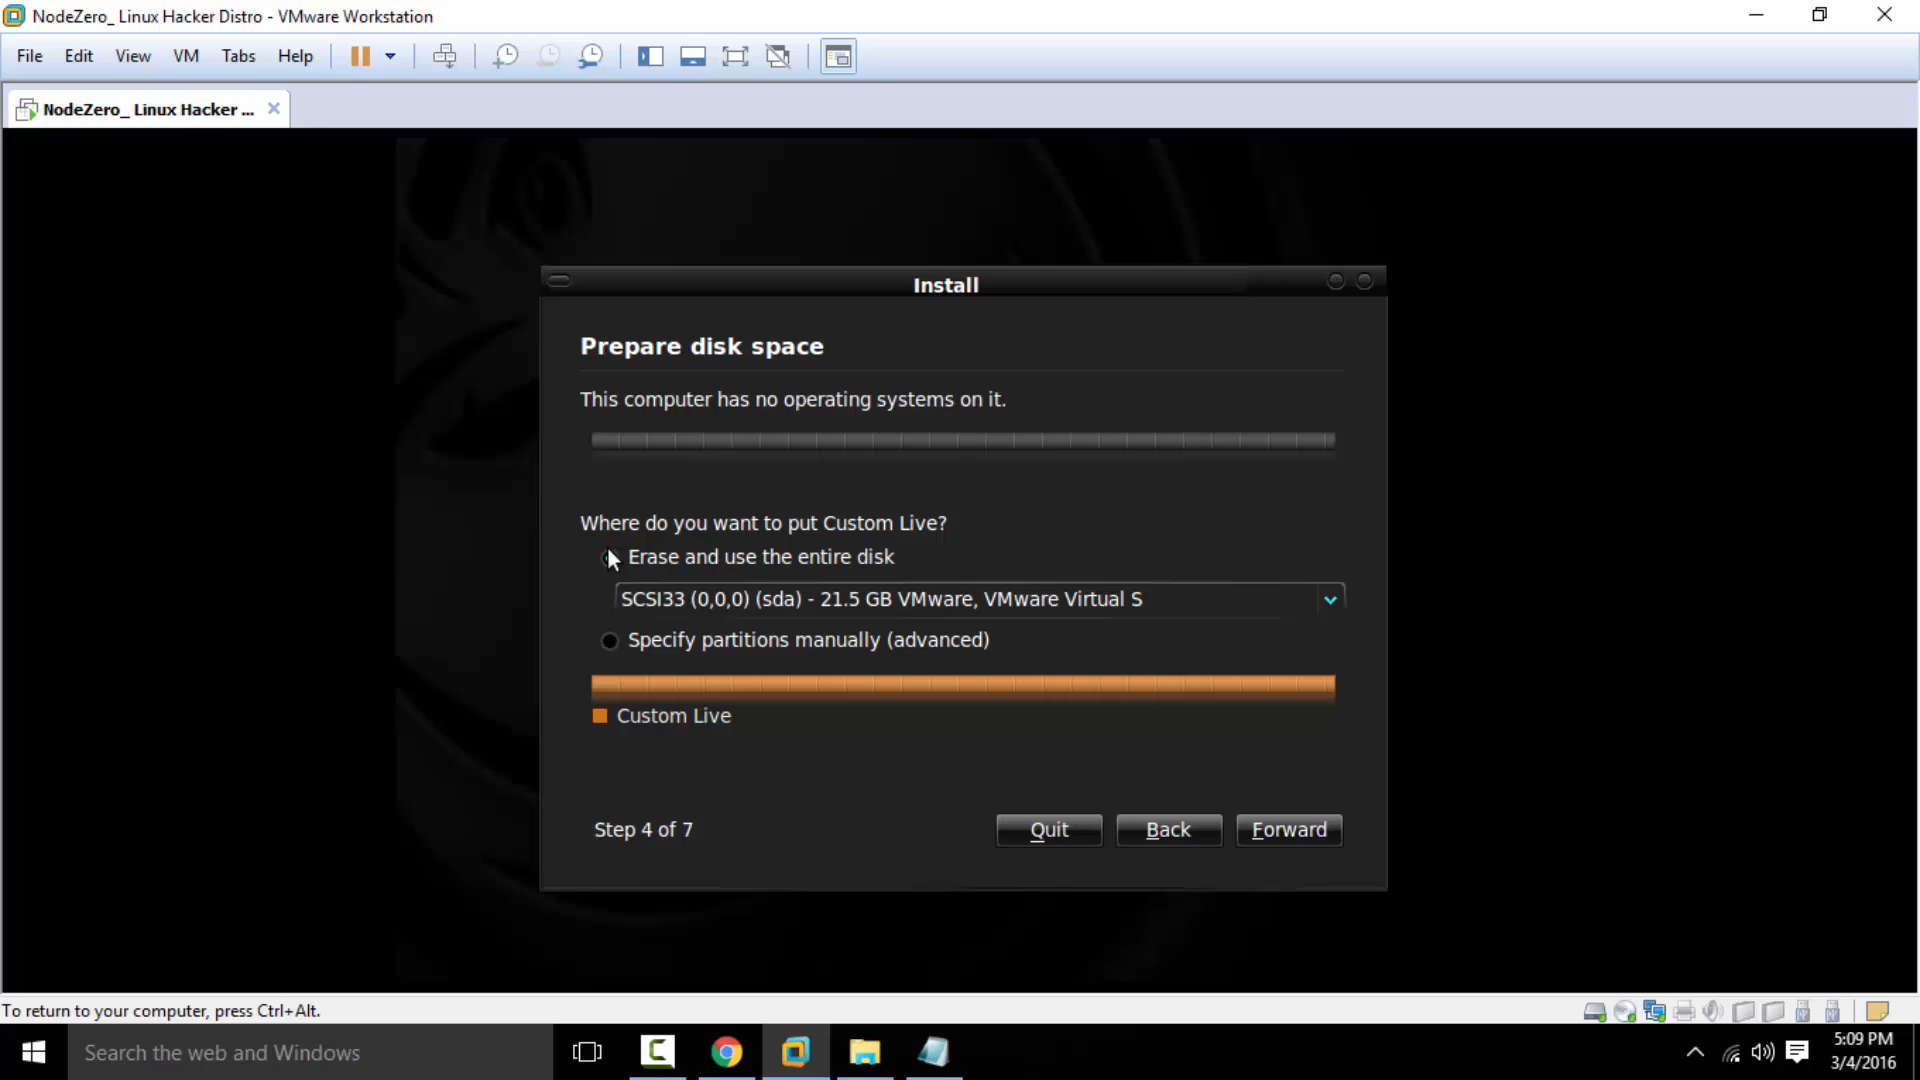 NodeZero_ Linux Hacker Distro - VMware Workstation
File Edit View VM Tabs Help
NodeZero_ Linux Hacker ...
Install
Prepare disk space
This computer has no operating systems on it.
Where do you want to put Custom Live?
Erase and use the entire disk
SCSI33 (0,0,0) (sda) - 21.5 GB VMware, VMware Virtual S
Specify partitions manually (advanced)
Custom Live
Step 4 of 7
Quit
Back
Forward
To return to your computer, press Ctrl+Alt.
Search the web and Windows
5:09 PM
3/4/2016